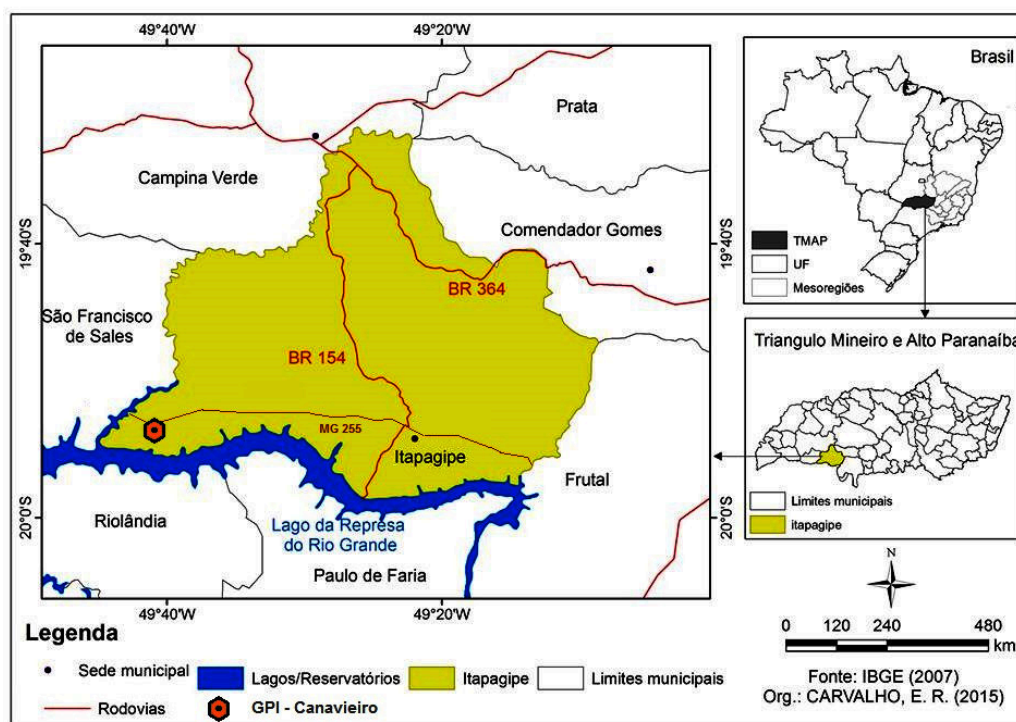 49°40'W
49°20'W
Prata
Campina Verde
Comendador Gomes
19°40'S
19°40'S
BR 364
São Francisco
de Sales
BR 154
MG 255
Itapagipe
Frutal
20°0'S
20°0'S
Riolândia
Lago da Represa
do Rio Grande
Paulo de Faria
49°40'W
49°20'W
Brasil
TMAP
UF
Mesoregiões
Triangulo Mineiro e Alto Paranaíba
Limites municipais
itapagipe
N
0 120 240 480
km
Fonte: IBGE (2007)
Org.: CARVALHO, E. R. (2015)
Legenda
Sede municipal
Lagos/Reservatórios
Itapagipe
Limites municipais
Rodovias
GPI - Canavieiro